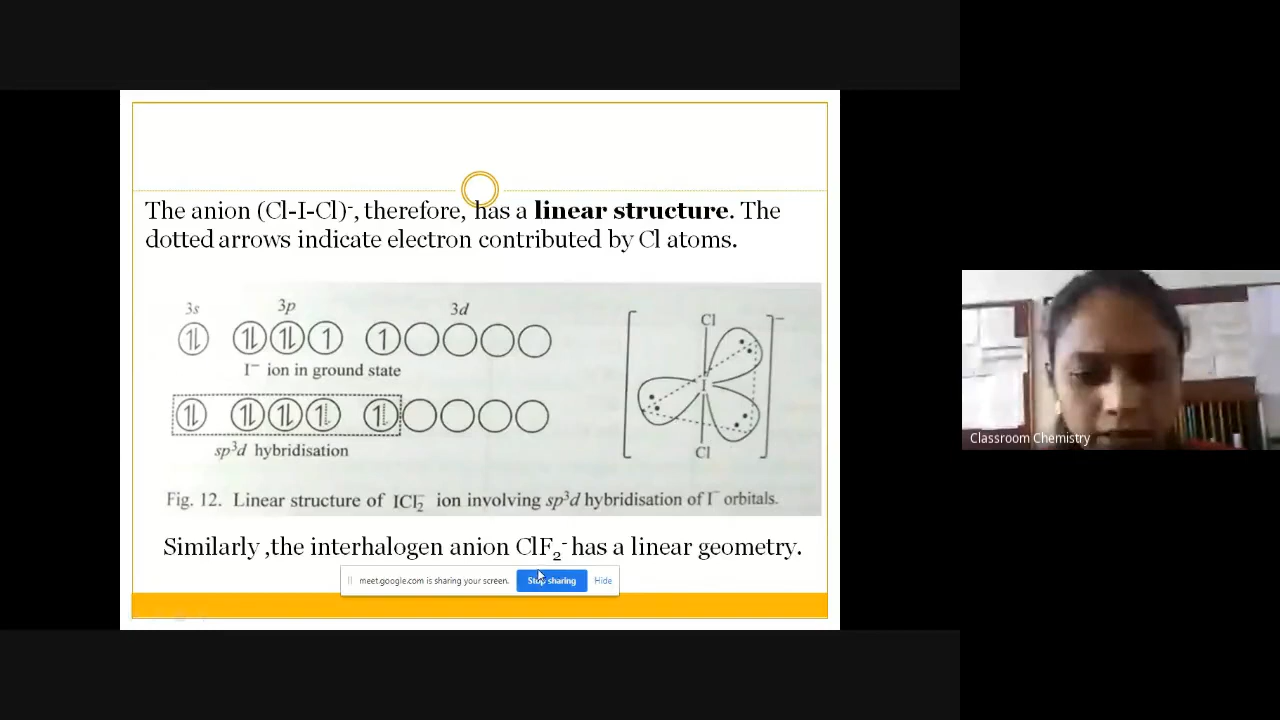 The anion (Cl-I-Cl)-, therefore, has a linear structure. The
dotted arrows indicate electron contributed by Cl atoms.
3s 3p 3d
I− ion in ground state
sp³d hybridisation
Cl
I
Cl
−
Fig. 12. Linear structure of ICl₂− ion involving sp³d hybridisation of I− orbitals.
Similarly ,the interhalogen anion ClF₂- has a linear geometry.
meet.google.com is sharing your screen. Stop sharing Hide
Classroom Chemistry